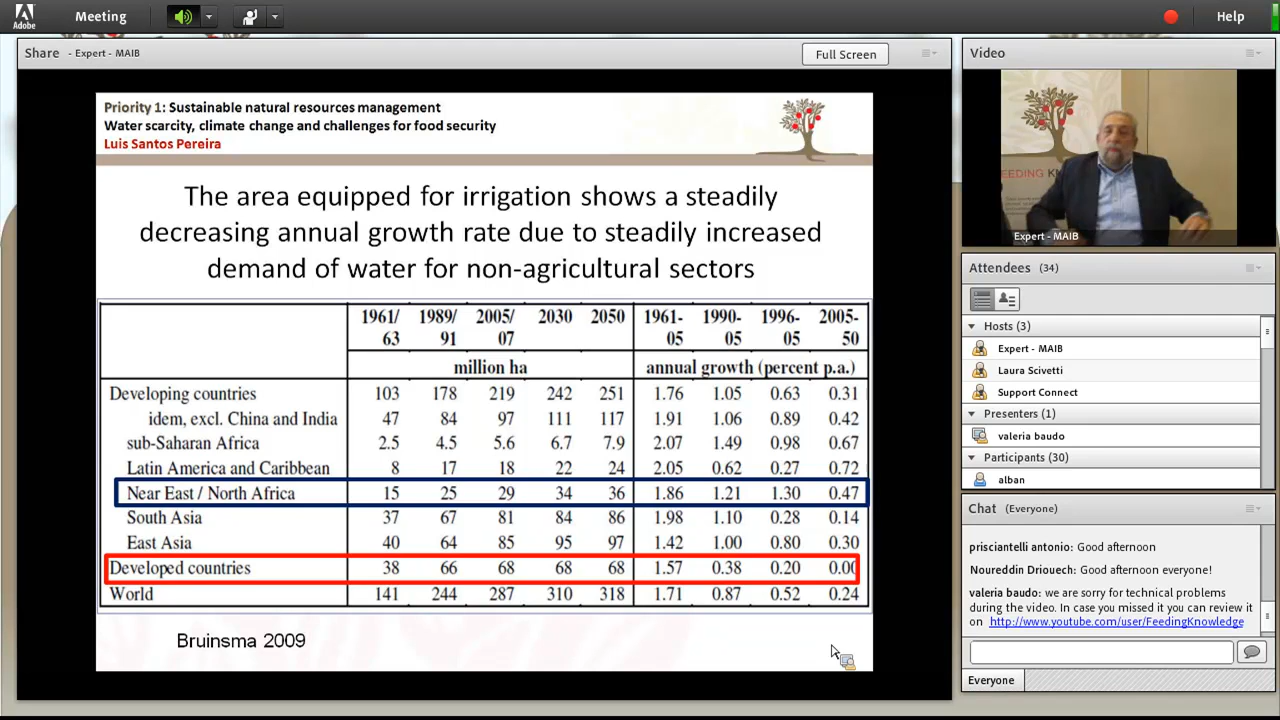 Adobe
Meeting
Help
Share - Expert - MAIB
Full Screen
Priority 1: Sustainable natural resources management
Water scarcity, climate change and challenges for food security
Luis Santos Pereira
The area equipped for irrigation shows a steadily
decreasing annual growth rate due to steadily increased
demand of water for non-agricultural sectors
1961/ 1989/ 2005/ 2030 2050 1961- 1990- 1996- 2005-
63 91 07 05 05 05 50
million ha annual growth (percent p.a.)
Developing countries 103 178 219 242 251 1.76 1.05 0.63 0.31
idem, excl. China and India 47 84 97 111 117 1.91 1.06 0.89 0.42
sub-Saharan Africa 2.5 4.5 5.6 6.7 7.9 2.07 1.49 0.98 0.67
Latin America and Caribbean 8 17 18 22 24 2.05 0.62 0.27 0.72
Near East / North Africa 15 25 29 34 36 1.86 1.21 1.30 0.47
South Asia 37 67 81 84 86 1.98 1.10 0.28 0.14
East Asia 40 64 85 95 97 1.42 1.00 0.80 0.30
Developed countries 38 66 68 68 68 1.57 0.38 0.20 0.00
World 141 244 287 310 318 1.71 0.87 0.52 0.24
Bruinsma 2009
Video
Expert - MAIB
Attendees (34)
Hosts (3)
Expert - MAIB
Laura Scivetti
Support Connect
Presenters (1)
valeria baudo
Participants (30)
alban
Chat (Everyone)
prisciantelli antonio: Good afternoon
Noureddin Driouech: Good afternoon everyone!
valeria baudo: we are sorry for technical problems
during the video. In case you missed it you can review it
on http://www.youtube.com/user/FeedingKnowledge
Everyone